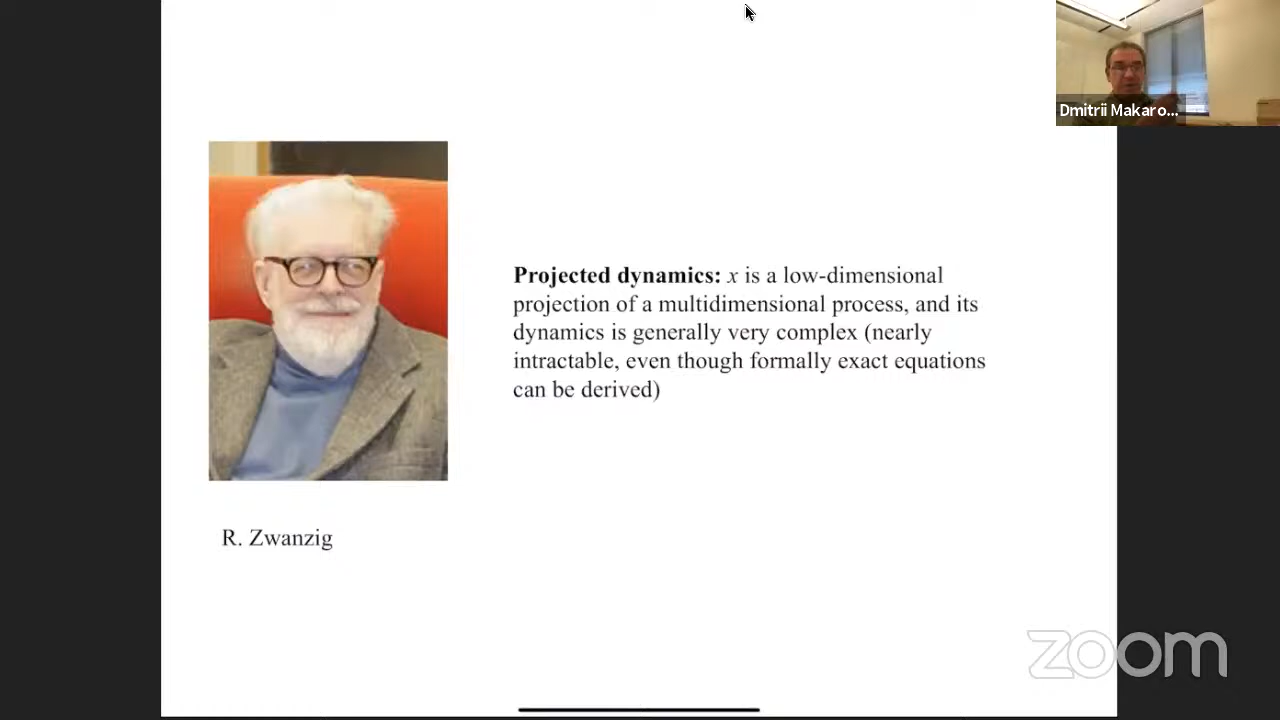 Dmitrii Makaro...
Projected dynamics: x is a low-dimensional
projection of a multidimensional process, and its
dynamics is generally very complex (nearly
intractable, even though formally exact equations
can be derived)
R. Zwanzig
zoom